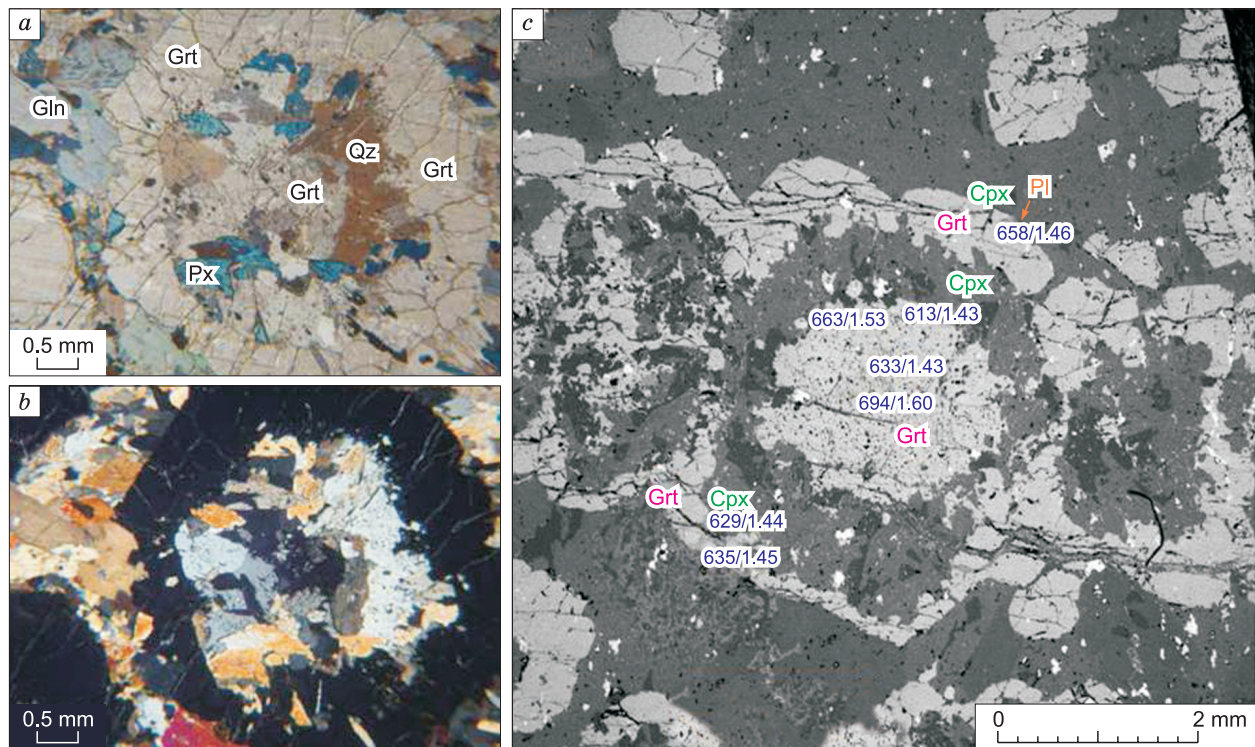 a
Grt
Gln
Qz
Grt
Grt
Px
0.5 mm
b
0.5 mm
c
Cpx
Pl
Grt
658/1.46
Cpx
663/1.53
613/1.43
633/1.43
694/1.60
Grt
Grt
Cpx
629/1.44
635/1.45
0
2 mm